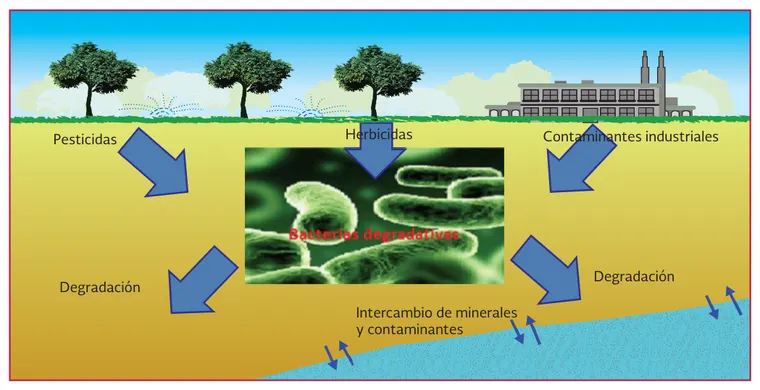 Pesticidas
Herbicidas
Contaminantes industriales
Bacterias degradativas
Degradación
Degradación
Intercambio de minerales
y contaminantes